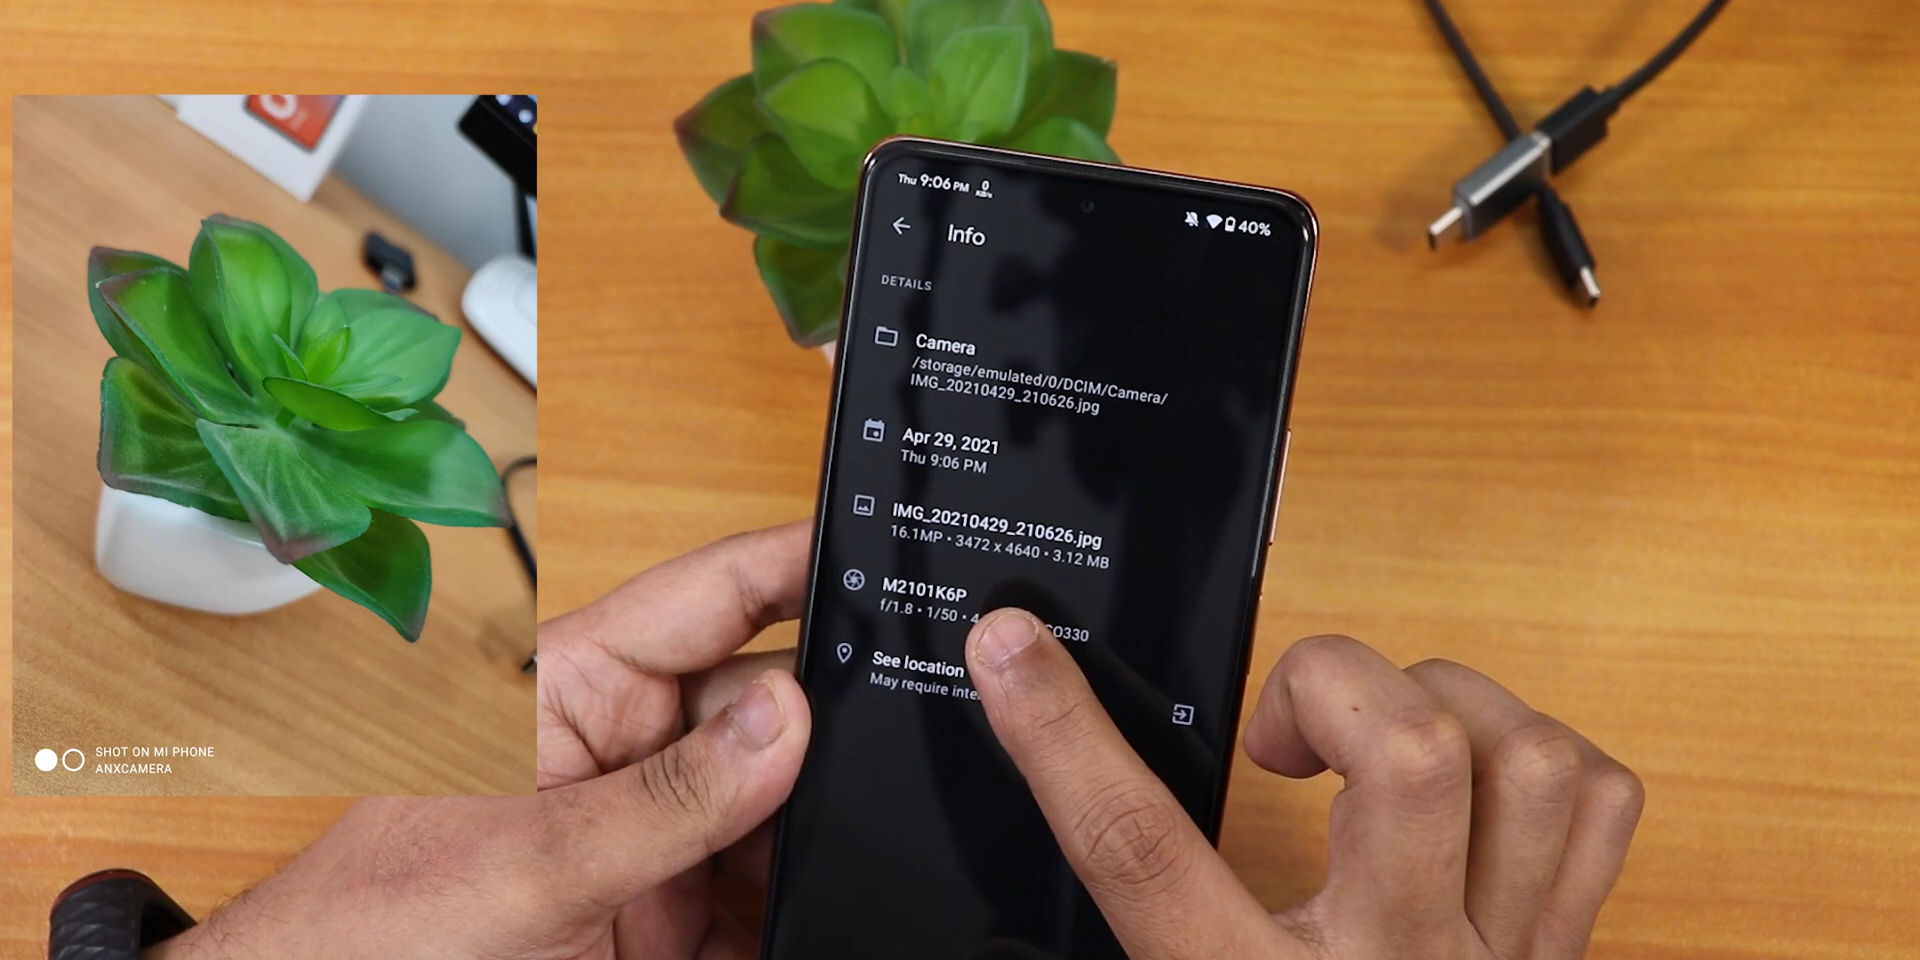 Thu 9:06 PM 0 KB/s
40%
Info
DETAILS
Camera
/storage/emulated/0/DCIM/Camera/
IMG_20210429_210626.jpg
Apr 29, 2021
Thu 9:06 PM
IMG_20210429_210626.jpg
16.1MP • 3472 x 4640 • 3.12 MB
M2101K6P
f/1.8 • 1/50 •
See location
May require
SHOT ON MI PHONE
ANXCAMERA